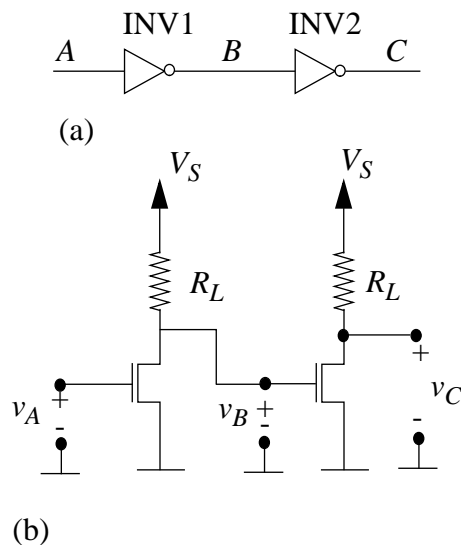 INV1 INV2
A B C
(a)
V_S V_S
R_L R_L
v_A + - v_B + - + v_C -
(b)